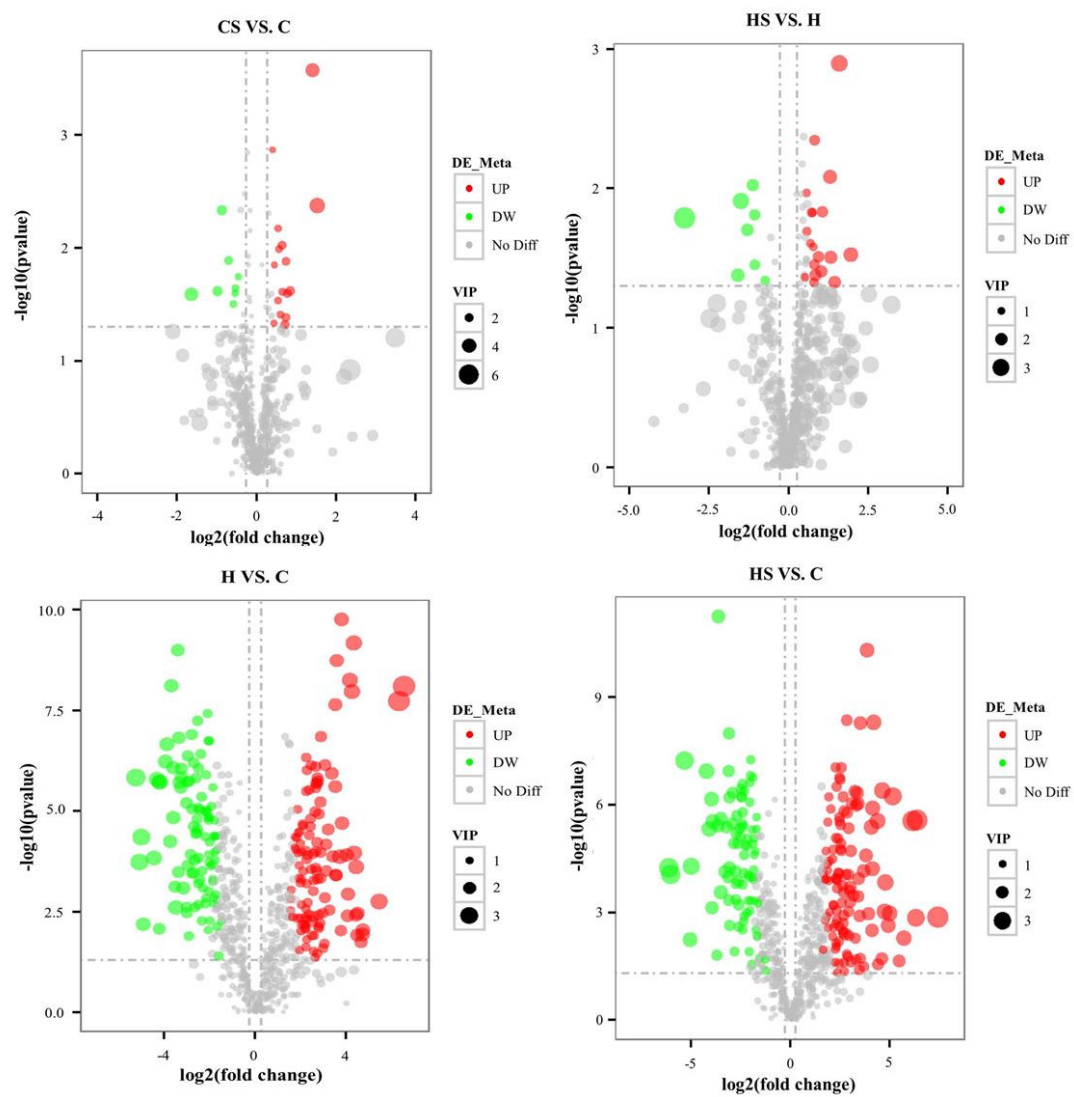 CS VS. C
3
2
1
0
-log10(pvalue)
-4
-2
0
2
4
log2(fold change)
DE_Meta
UP
DW
No Diff
VIP
2
4
6
HS VS. H
3
2
1
0
-log10(pvalue)
-5.0
-2.5
0.0
2.5
5.0
log2(fold change)
DE_Meta
UP
DW
No Diff
VIP
1
2
3
H VS. C
10.0
7.5
5.0
2.5
0.0
-log10(pvalue)
-4
0
4
log2(fold change)
DE_Meta
UP
DW
No Diff
VIP
1
2
3
HS VS. C
9
6
3
0
-log10(pvalue)
-5
0
5
log2(fold change)
DE_Meta
UP
DW
No Diff
VIP
1
2
3